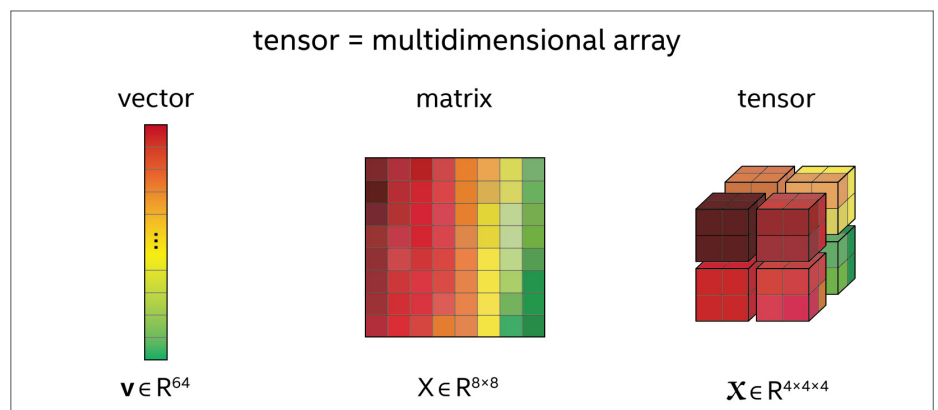 tensor = multidimensional array
vector
matrix
tensor
...
v ∈ R⁶⁴
X ∈ R⁸ˣ⁸
𝒳 ∈ R⁴ˣ⁴ˣ⁴